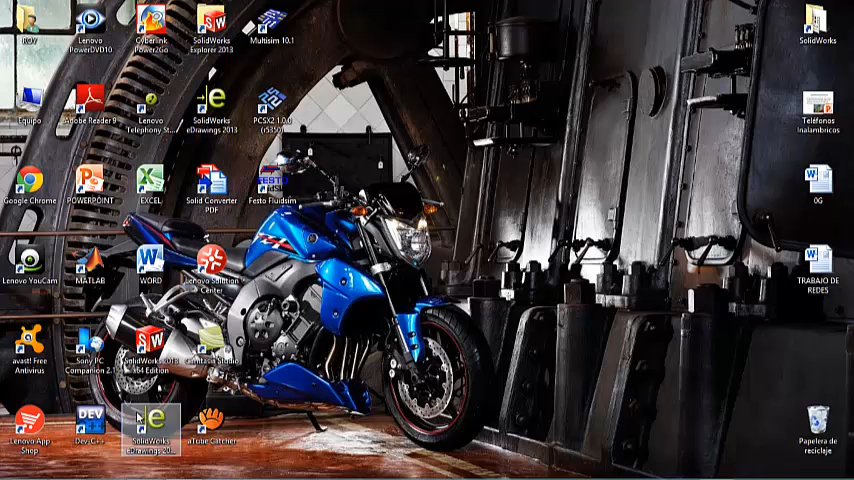 ROY
Lenovo
PowerDVD10
Cyberlink
Power2Go
SolidWorks
Explorer 2013
Multisim 10.1
SolidWorks
Equipo
Adobe Reader 9
Lenovo
Telephony St...
SolidWorks
eDrawings 2013
PCSX2 1.0.0
(r5350)
Teléfonos
Inalambricos
Google Chrome
POWERPOINT
EXCEL
Solid Converter
PDF
Festo Fluidsim
0G
Lenovo YouCam
MATLAB
WORD
Lenovo Solution
Center
TRABAJO DE
REDES
avast! Free
Antivirus
Sony PC
Companion 2.1
SolidWorks 2013
x64 Edition
Camtasia Studio
Lenovo App
Shop
DEV
Dev-C++
SolidWorks
eDrawings 20...
aTube Catcher
Papelera de
reciclaje